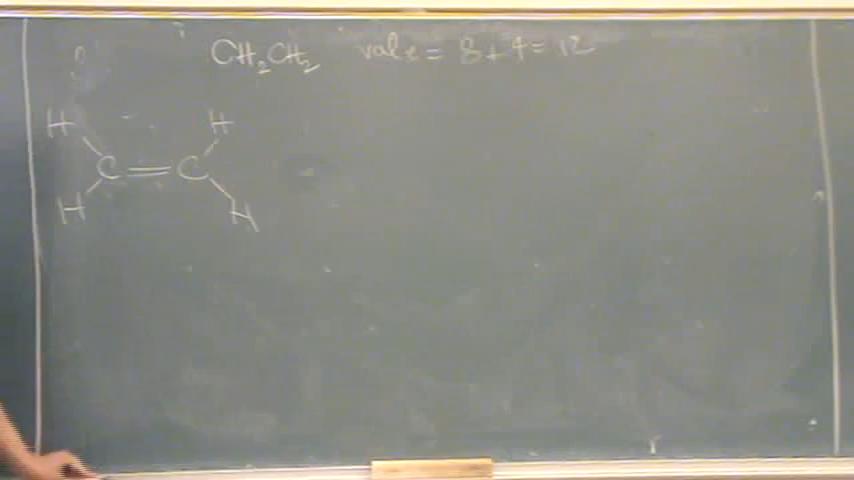 CH₂CH₂ val e = 8+4=12
H H
C=C
H H